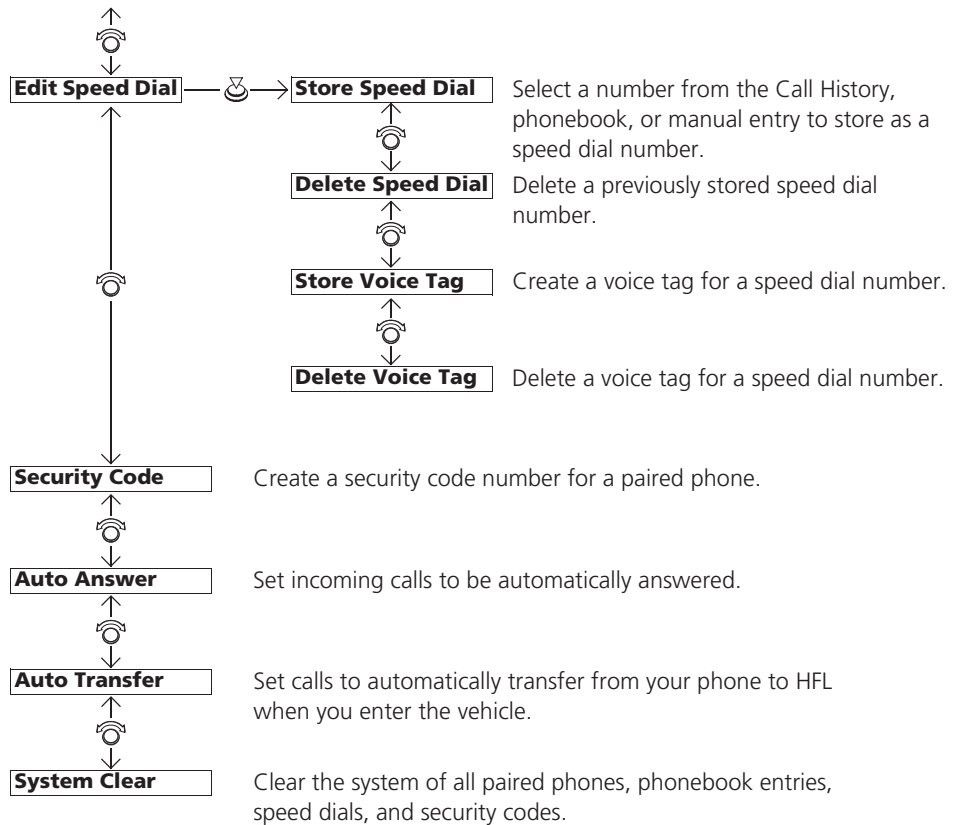 Edit Speed Dial
Store Speed Dial
Select a number from the Call History,
phonebook, or manual entry to store as a
speed dial number.
Delete Speed Dial
Delete a previously stored speed dial
number.
Store Voice Tag
Create a voice tag for a speed dial number.
Delete Voice Tag
Delete a voice tag for a speed dial number.
Security Code
Create a security code number for a paired phone.
Auto Answer
Set incoming calls to be automatically answered.
Auto Transfer
Set calls to automatically transfer from your phone to HFL
when you enter the vehicle.
System Clear
Clear the system of all paired phones, phonebook entries,
speed dials, and security codes.